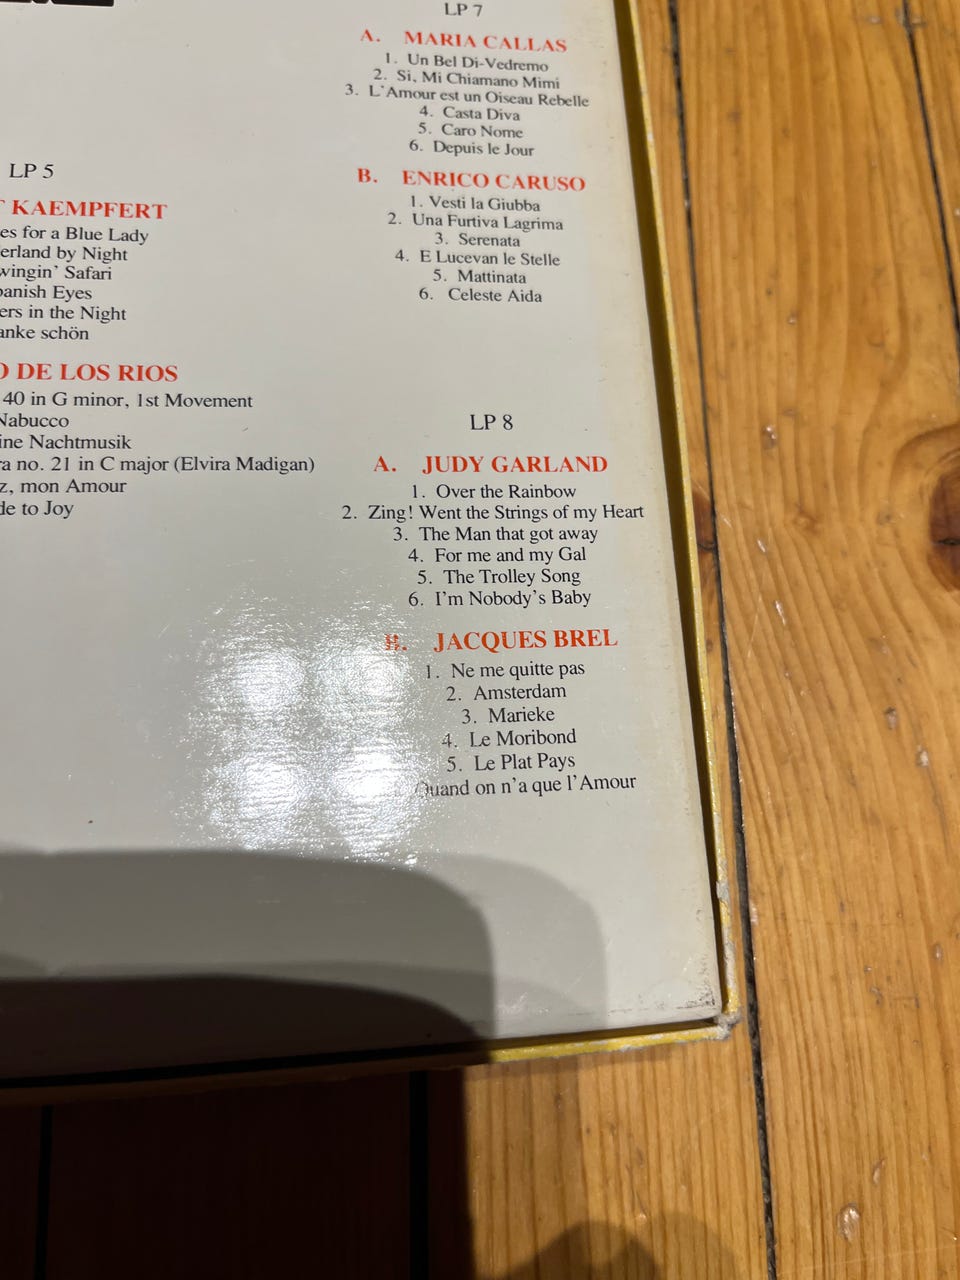 LP 5
KAEMPFERT
es for a Blue Lady
erland by Night
wingin' Safari
panish Eyes
ers in the Night
anke schön
DE LOS RIOS
40 in G minor, 1st Movement
Nabucco
ine Nachtmusik
ra no. 21 in C major (Elvira Madigan)
z, mon Amour
de to Joy
LP 7
A. MARIA CALLAS
1. Un Bel Di-Vedremo
2. Si, Mi Chiamano Mimi
3. L'Amour est un Oiseau Rebelle
4. Casta Diva
5. Caro Nome
6. Depuis le Jour
B. ENRICO CARUSO
1. Vesti la Giubba
2. Una Furtiva Lagrima
3. Serenata
4. E Lucevan le Stelle
5. Mattinata
6. Celeste Aida
LP 8
A. JUDY GARLAND
1. Over the Rainbow
2. Zing! Went the Strings of my Heart
3. The Man that got away
4. For me and my Gal
5. The Trolley Song
6. I'm Nobody's Baby
B. JACQUES BREL
1. Ne me quitte pas
2. Amsterdam
3. Marieke
4. Le Moribond
5. Le Plat Pays
Quand on n'a que l'Amour